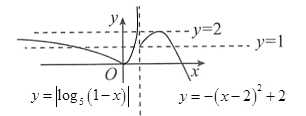 y
y=2
y=1
O
x
y=|log₅(1−x)|
y=−(x−2)²+2